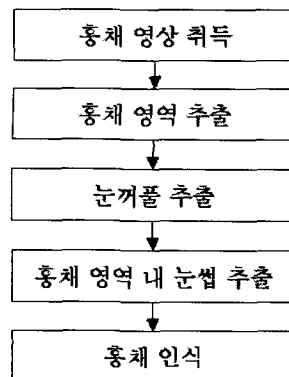 홍채 영상 취득
홍채 영역 추출
눈꺼풀 추출
홍채 영역 내 눈썹 추출
홍채 인식